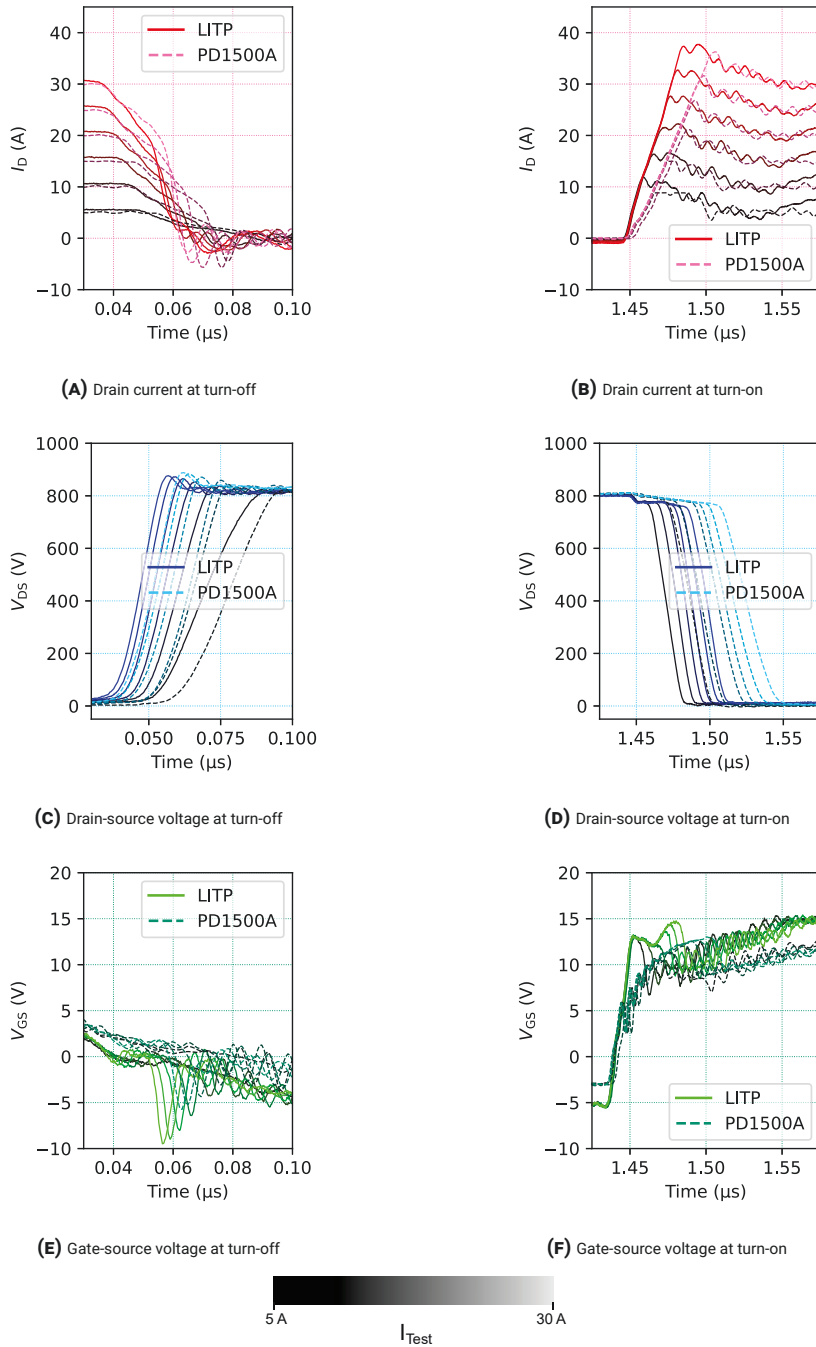 40
30
20
10
0
−10
I_D (A)
LITP
PD1500A
0.04 0.06 0.08 0.10
Time (µs)
(A) Drain current at turn-off
40
30
20
10
0
−10
I_D (A)
LITP
PD1500A
1.45 1.50 1.55
Time (µs)
(B) Drain current at turn-on
1000
800
600
400
200
0
V_DS (V)
LITP
PD1500A
0.050 0.075 0.100
Time (µs)
(C) Drain-source voltage at turn-off
1000
800
600
400
200
0
V_DS (V)
LITP
PD1500A
1.45 1.50 1.55
Time (µs)
(D) Drain-source voltage at turn-on
20
15
10
5
0
−5
−10
V_GS (V)
LITP
PD1500A
0.04 0.06 0.08 0.10
Time (µs)
(E) Gate-source voltage at turn-off
20
15
10
5
0
−5
−10
V_GS (V)
LITP
PD1500A
1.45 1.50 1.55
Time (µs)
(F) Gate-source voltage at turn-on
5 A 30 A
I_Test